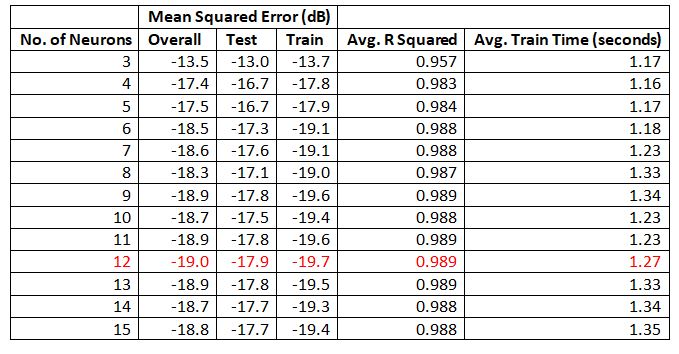 Mean Squared Error (dB)
No. of Neurons Overall Test Train Avg. R Squared Avg. Train Time (seconds)
3 -13.5 -13.0 -13.7 0.957 1.17
4 -17.4 -16.7 -17.8 0.983 1.16
5 -17.5 -16.7 -17.9 0.984 1.17
6 -18.5 -17.3 -19.1 0.988 1.18
7 -18.6 -17.6 -19.1 0.988 1.23
8 -18.3 -17.1 -19.0 0.987 1.33
9 -18.9 -17.8 -19.6 0.989 1.34
10 -18.7 -17.5 -19.4 0.988 1.23
11 -18.9 -17.8 -19.6 0.989 1.23
12 -19.0 -17.9 -19.7 0.989 1.27
13 -18.9 -17.8 -19.5 0.989 1.33
14 -18.7 -17.7 -19.3 0.988 1.34
15 -18.8 -17.7 -19.4 0.988 1.35